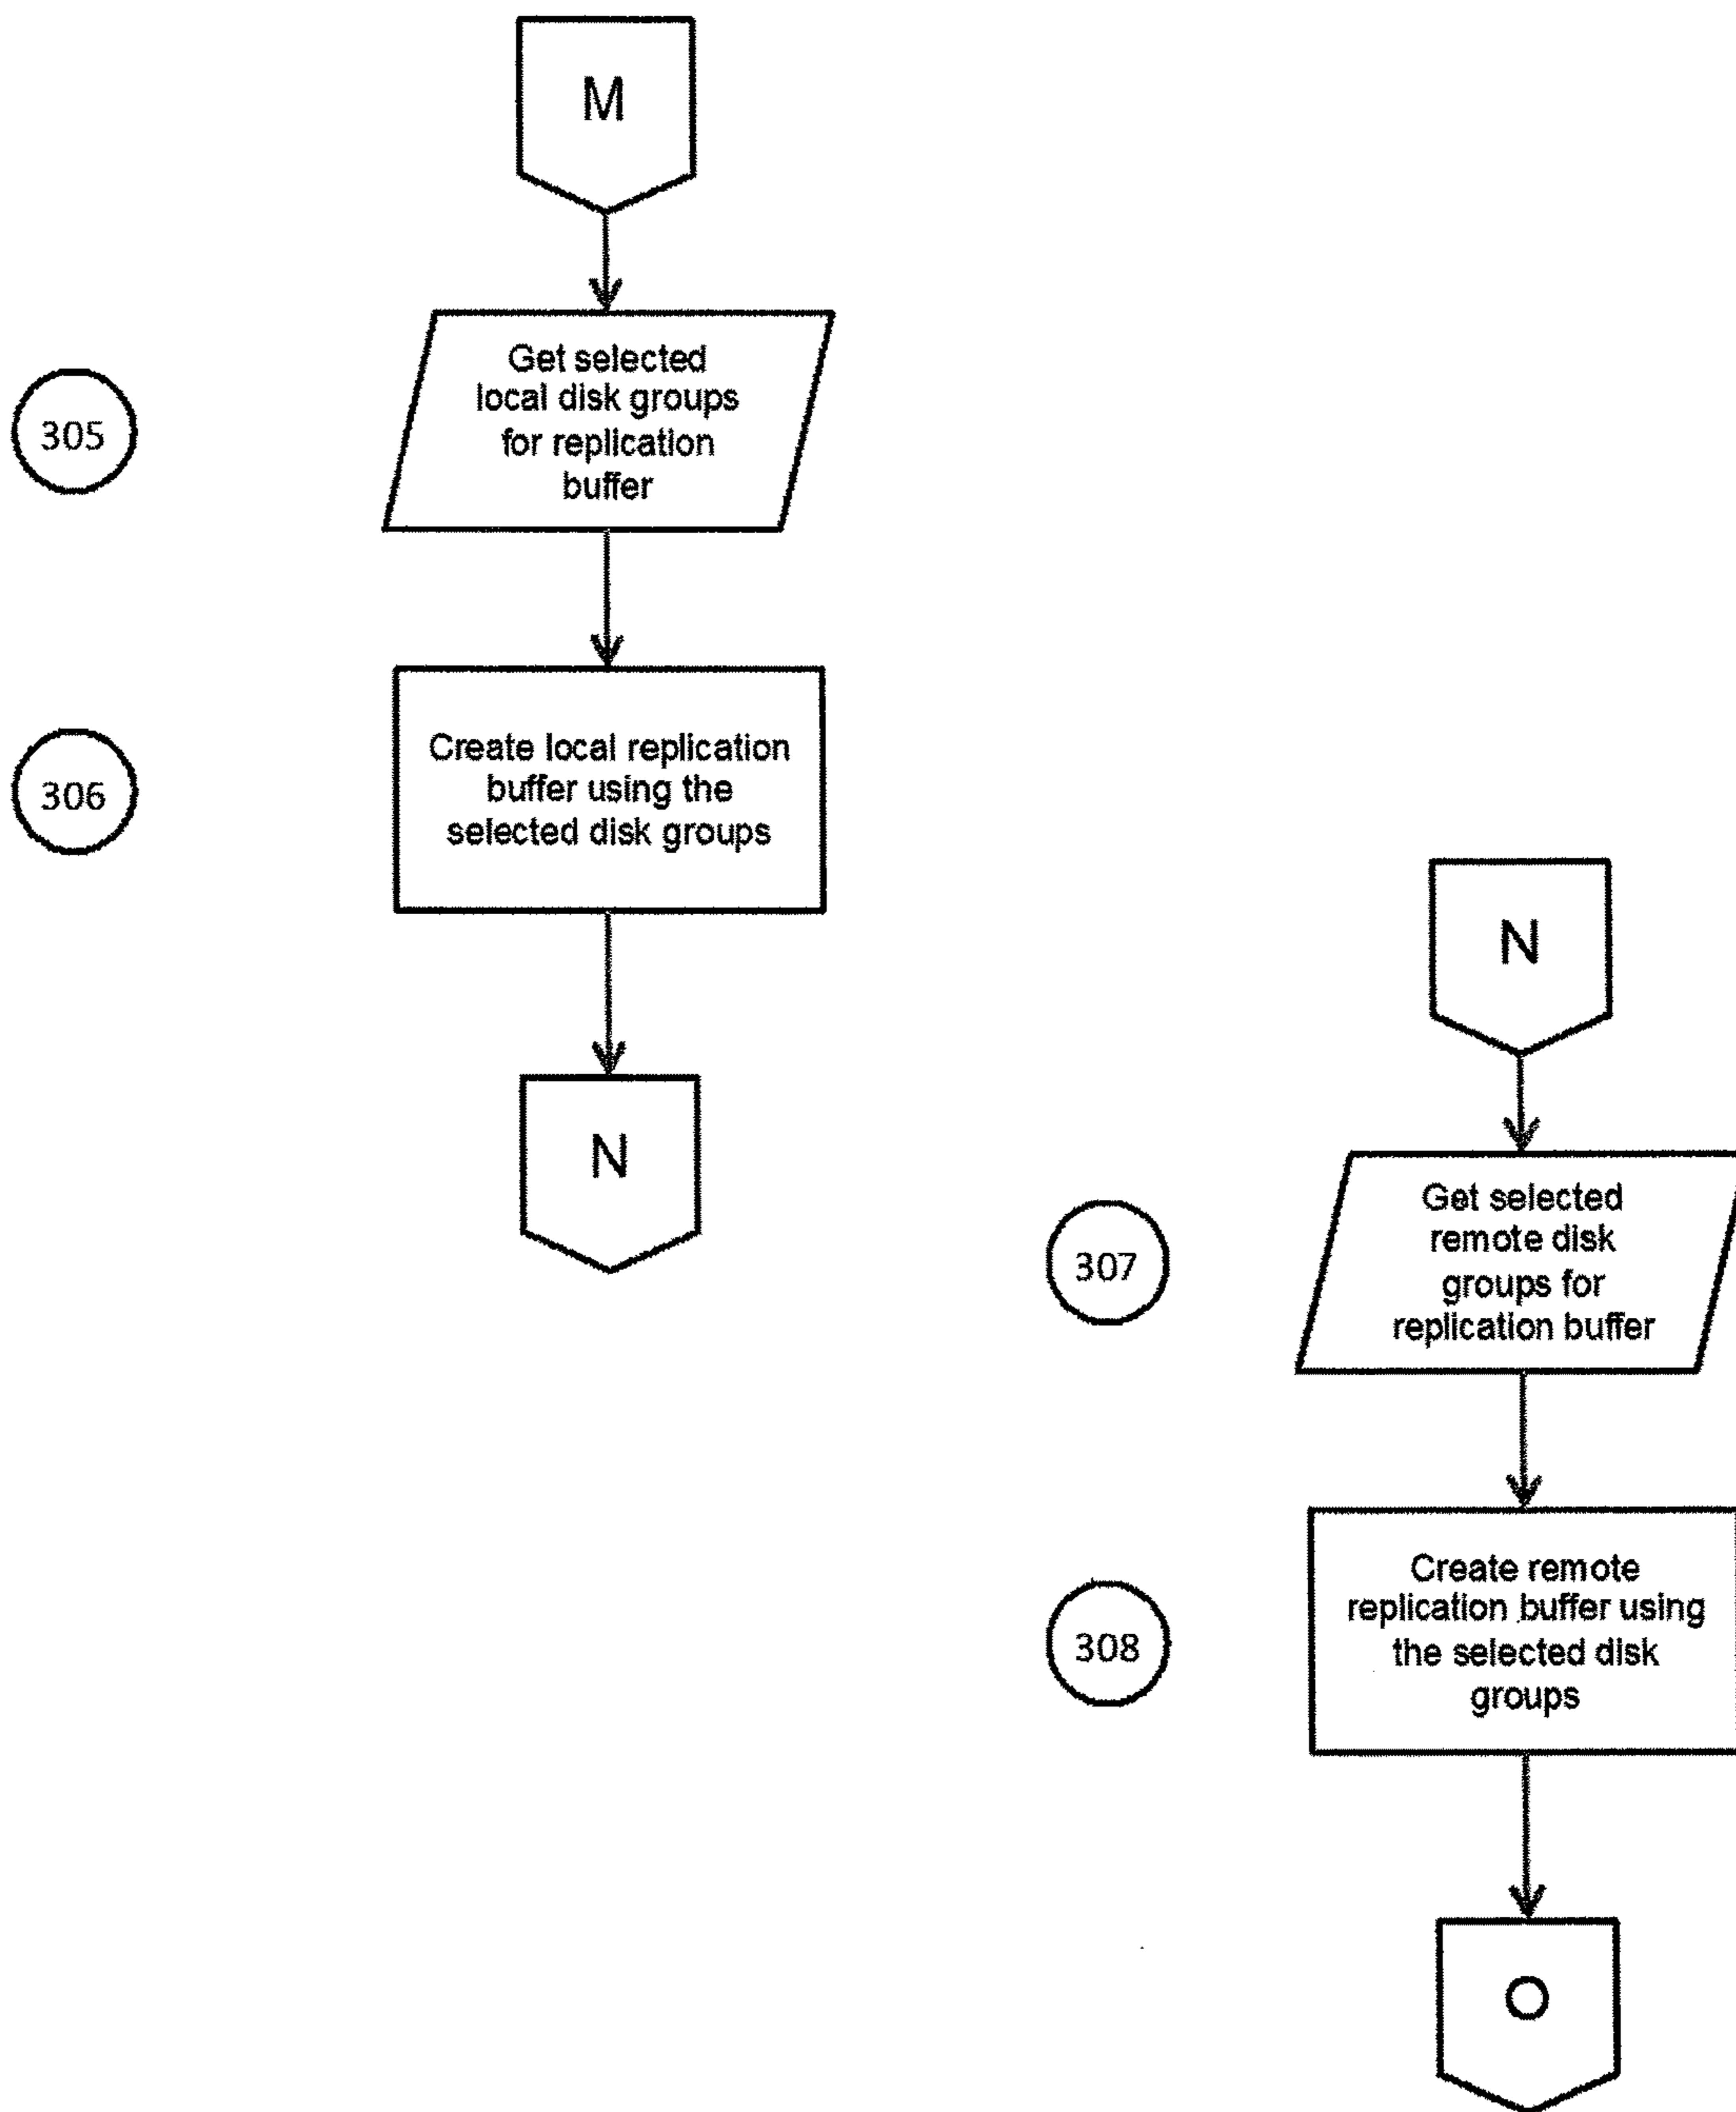 M
305
Get selected
local disk groups
for replication
buffer
306
Create local replication
buffer using the
selected disk groups
N
N
307
Get selected
remote disk
groups for
replication buffer
308
Create remote
replication buffer using
the selected disk
groups
O